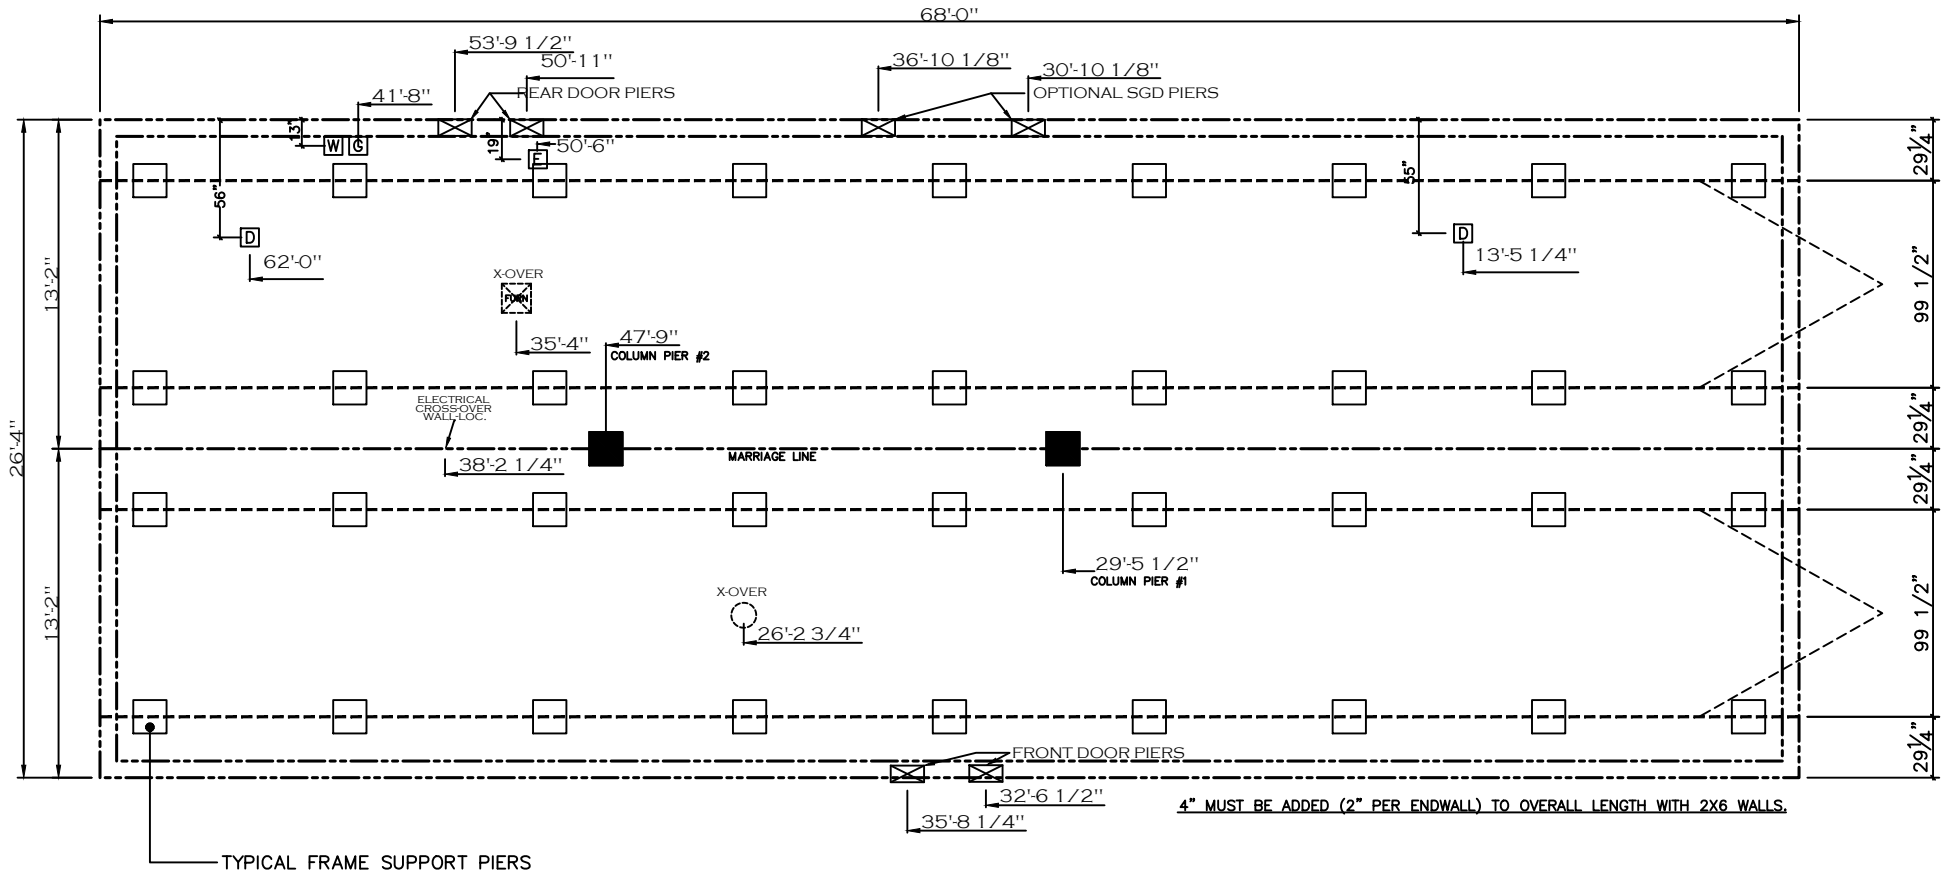 68'-0"
53'-9 1/2"
50'-11"
36'-10 1/8"
30'-10 1/8"
41'-8"
REAR DOOR PIERS
OPTIONAL SGD PIERS
13"
W G
19"
E
50'-6"
29 1/4"
56"
55"
D
62'-0"
D
13'-5 1/4"
13'-2"
99 1/2"
X-OVER
FURN
35'-4"
47'-9"
COLUMN PIER #2
26'-4"
ELECTRICAL
CROSS-OVER
WALL-LOC.
29 1/4"
38'-2 1/4"
MARRIAGE LINE
29 1/4"
29'-5 1/2"
COLUMN PIER #1
13'-2"
X-OVER
26'-2 3/4"
99 1/2"
FRONT DOOR PIERS
29 1/4"
32'-6 1/2"
35'-8 1/4"
4" MUST BE ADDED (2" PER ENDWALL) TO OVERALL LENGTH WITH 2X6 WALLS.
TYPICAL FRAME SUPPORT PIERS